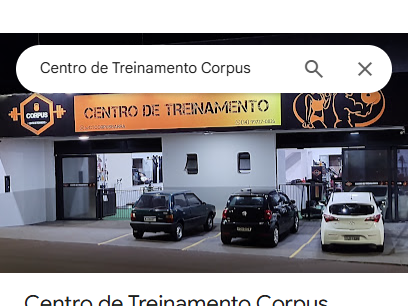 Centro de Treinamento Corpus
CENTRO DE TREINAMENTO
CORPUS
Centro de Treinamento Corpus